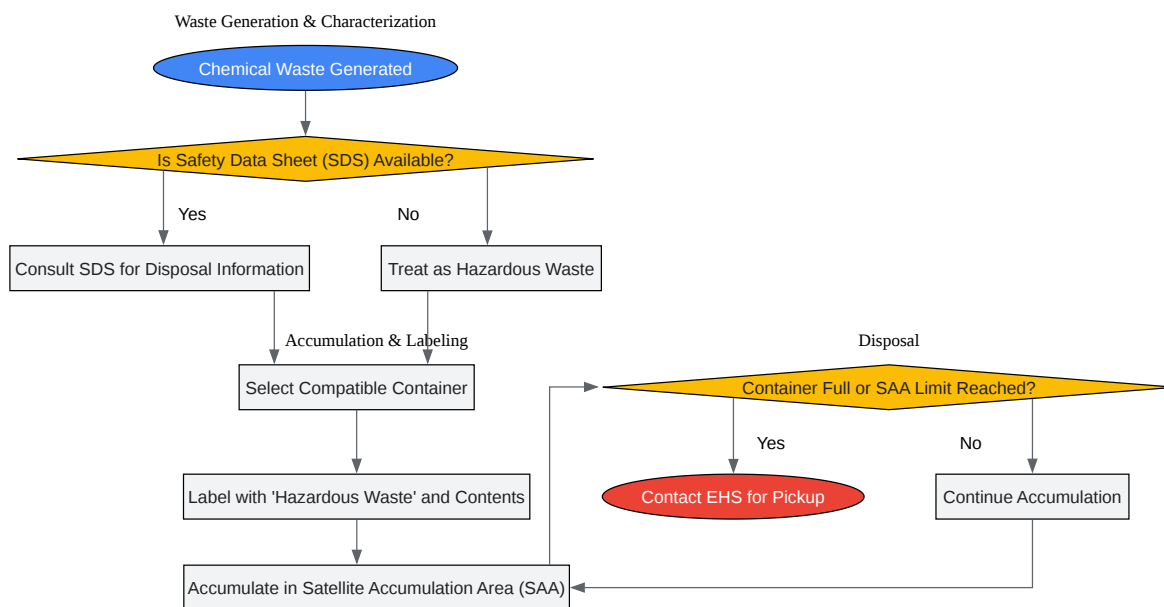 Waste Generation & Characterization
Chemical Waste Generated
Is Safety Data Sheet (SDS) Available?
Yes
No
Consult SDS for Disposal Information
Treat as Hazardous Waste
Accumulation & Labeling
Select Compatible Container
Label with 'Hazardous Waste' and Contents
Accumulate in Satellite Accumulation Area (SAA)
Disposal
Container Full or SAA Limit Reached?
Yes
No
Contact EHS for Pickup
Continue Accumulation